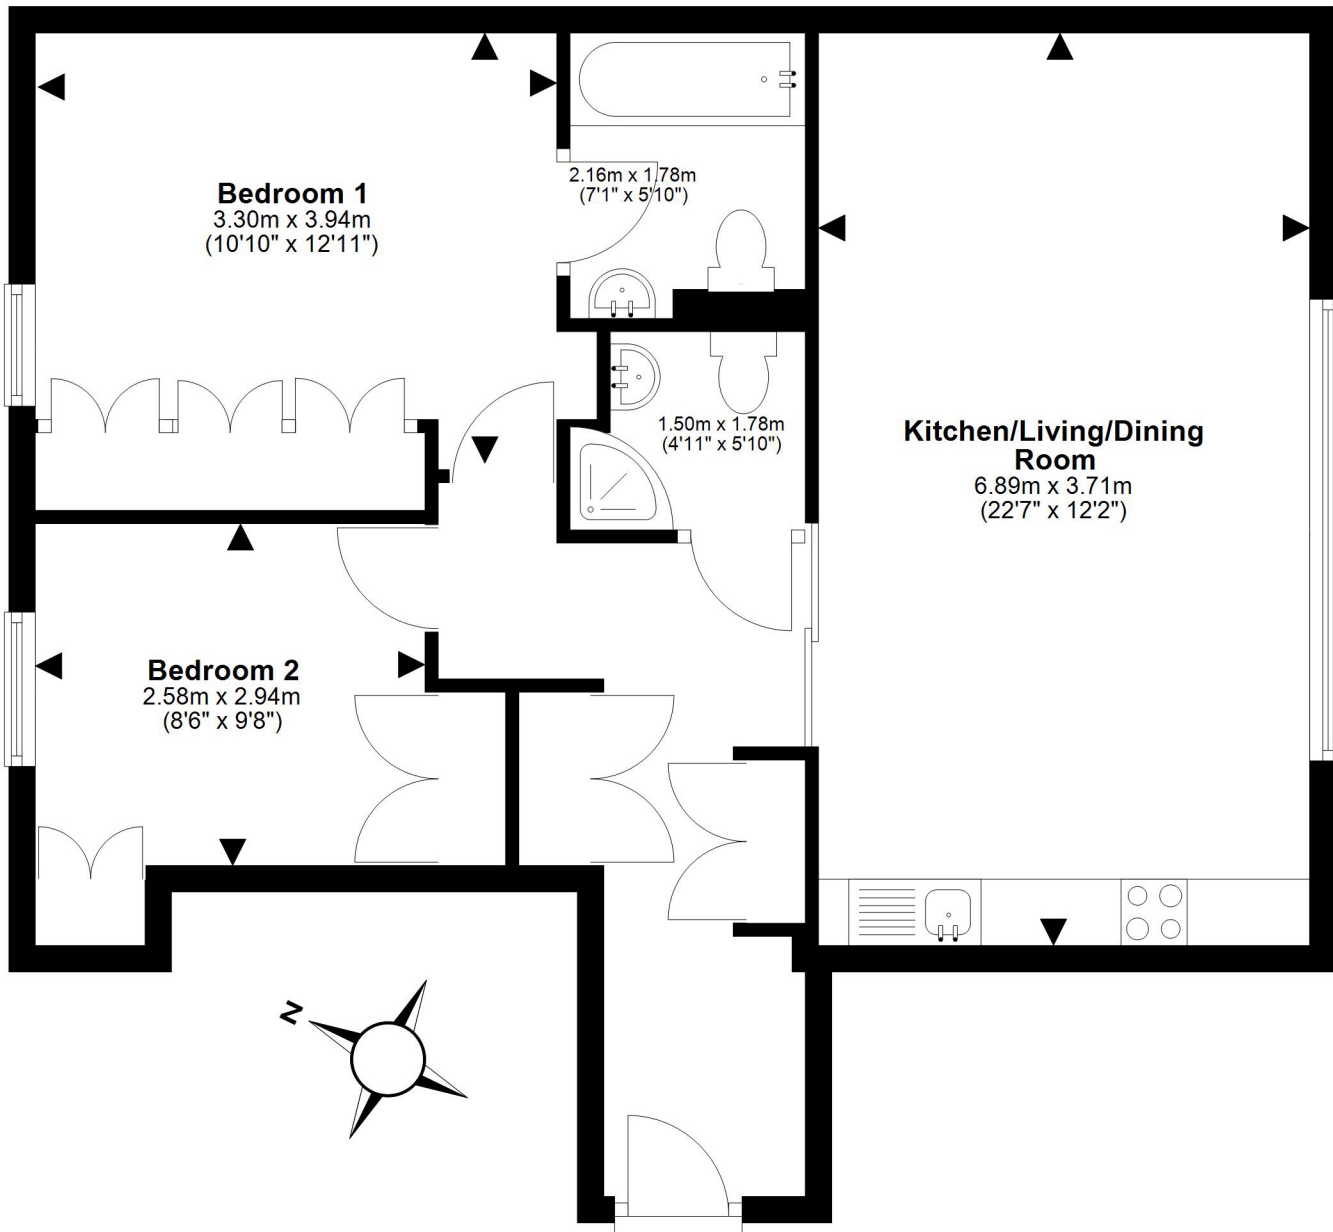 Bedroom 1
3.30m x 3.94m
(10'10" x 12'11")
2.16m x 1.78m
(7'1" x 5'10")
1.50m x 1.78m
(4'11" x 5'10")
Kitchen/Living/Dining
Room
6.89m x 3.71m
(22'7" x 12'2")
Bedroom 2
2.58m x 2.94m
(8'6" x 9'8")
N